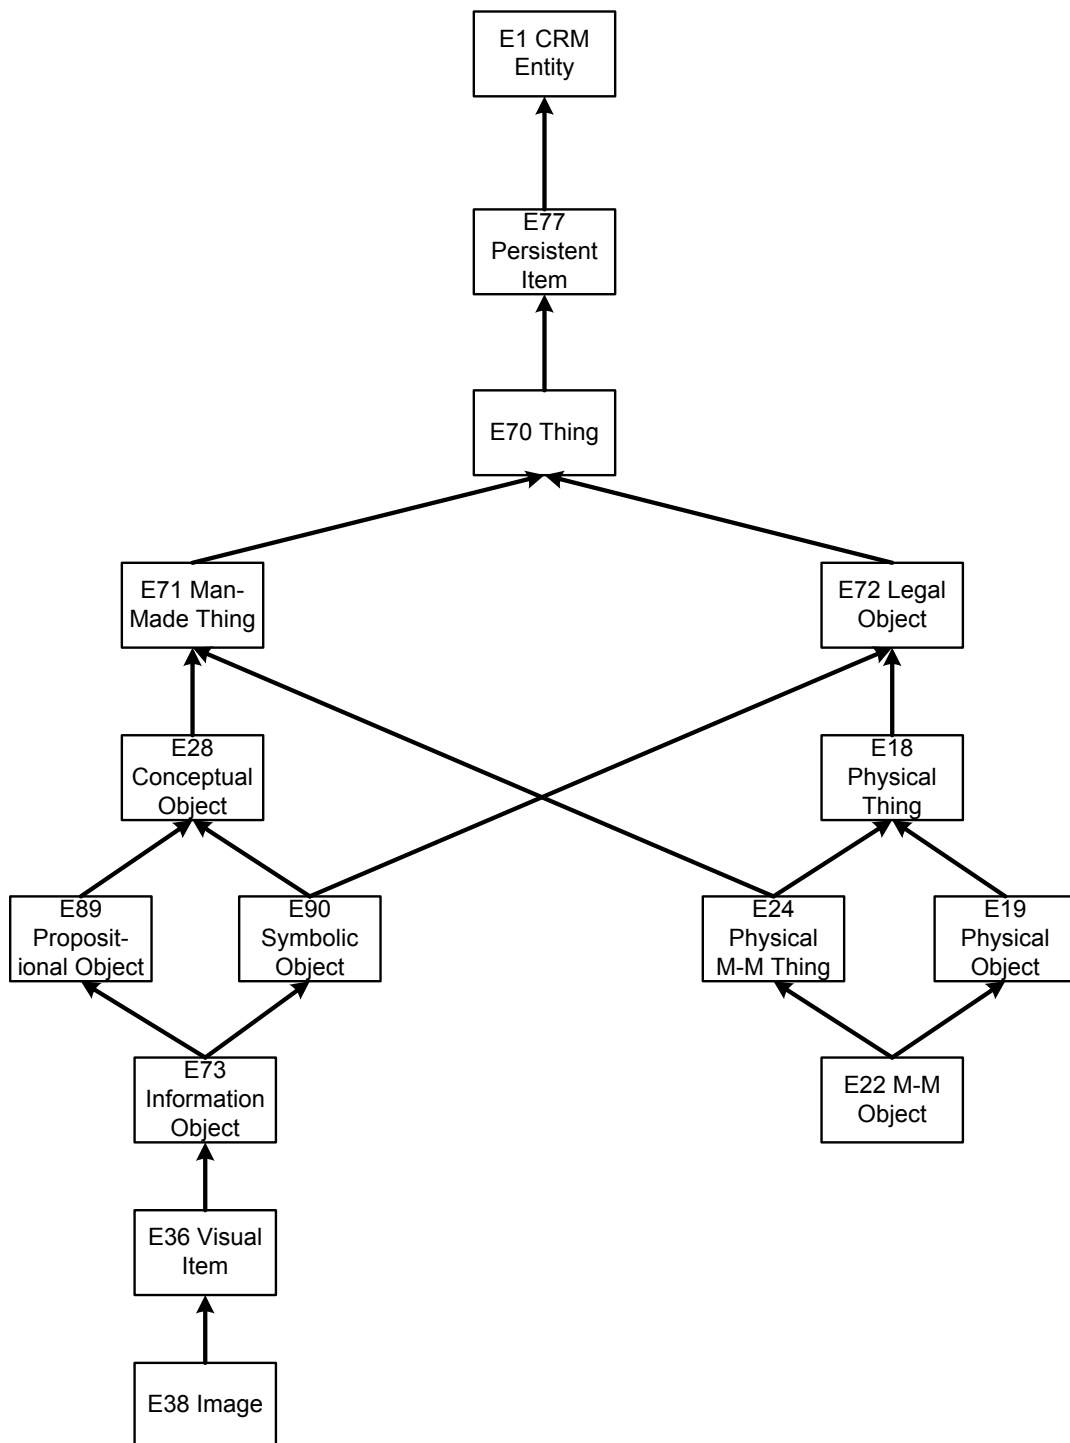 E1 CRM
Entity
E77
Persistent
Item
E70 Thing
E71 Man-
Made Thing
E72 Legal
Object
E28
Conceptual
Object
E18
Physical
Thing
E89
Proposit-
ional Object
E90
Symbolic
Object
E24
Physical
M-M Thing
E19
Physical
Object
E73
Information
Object
E22 M-M
Object
E36 Visual
Item
E38 Image